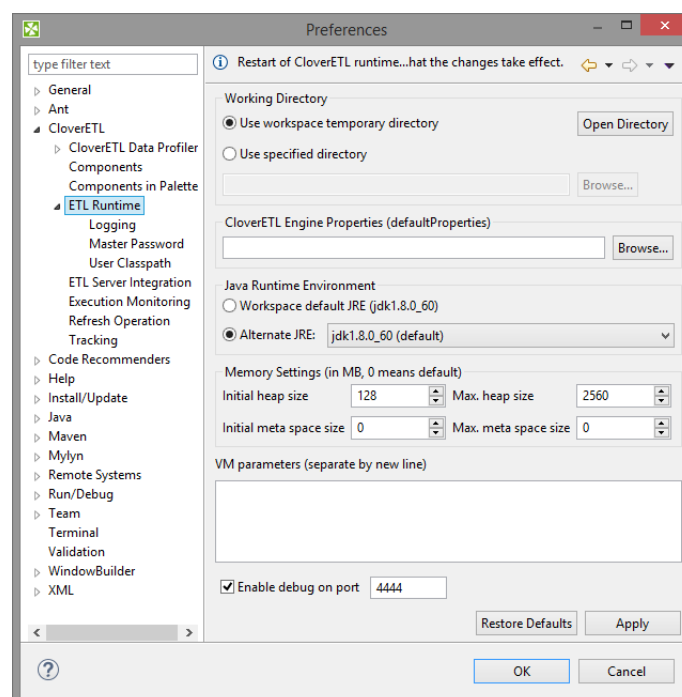 Preferences
type filter text
Restart of CloverETL runtime...hat the changes take effect.
General
Ant
CloverETL
CloverETL Data Profiler
Components
Components in Palette
ETL Runtime
Logging
Master Password
User Classpath
ETL Server Integration
Execution Monitoring
Refresh Operation
Tracking
Code Recommenders
Help
Install/Update
Java
Maven
Mylyn
Remote Systems
Run/Debug
Team
Terminal
Validation
WindowBuilder
XML
Working Directory
Use workspace temporary directory
Open Directory
Use specified directory
Browse...
CloverETL Engine Properties (defaultProperties)
Browse...
Java Runtime Environment
Workspace default JRE (jdk1.8.0_60)
Alternate JRE: jdk1.8.0_60 (default)
Memory Settings (in MB, 0 means default)
Initial heap size 128 Max. heap size 2560
Initial meta space size 0 Max. meta space size 0
VM parameters (separate by new line)
Enable debug on port 4444
Restore Defaults Apply
OK Cancel